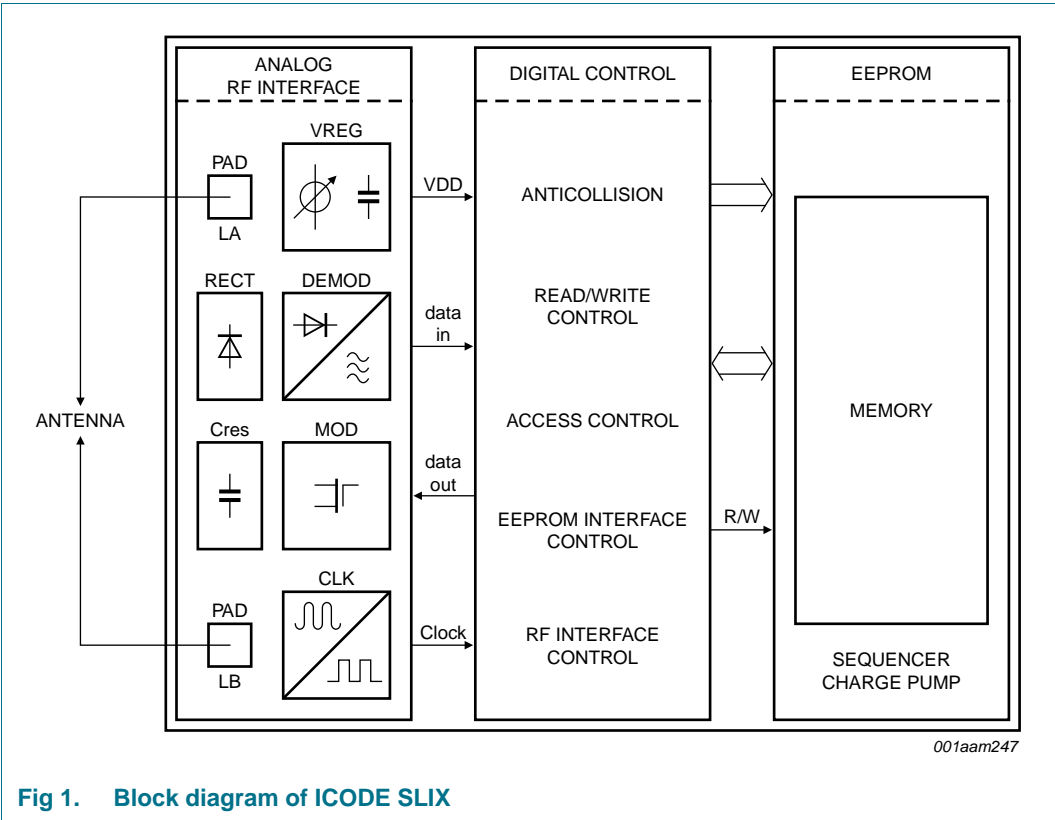 ANALOG
RF INTERFACE
VREG
PAD
LA
RECT
DEMOD
Cres
MOD
CLK
PAD
LB
ANTENNA
VDD
data
in
data
out
Clock
DIGITAL CONTROL
ANTICOLLISION
READ/WRITE
CONTROL
ACCESS CONTROL
EEPROM INTERFACE
CONTROL
RF INTERFACE
CONTROL
R/W
EEPROM
MEMORY
SEQUENCER
CHARGE PUMP
001aam247
Fig 1. Block diagram of ICODE SLIX